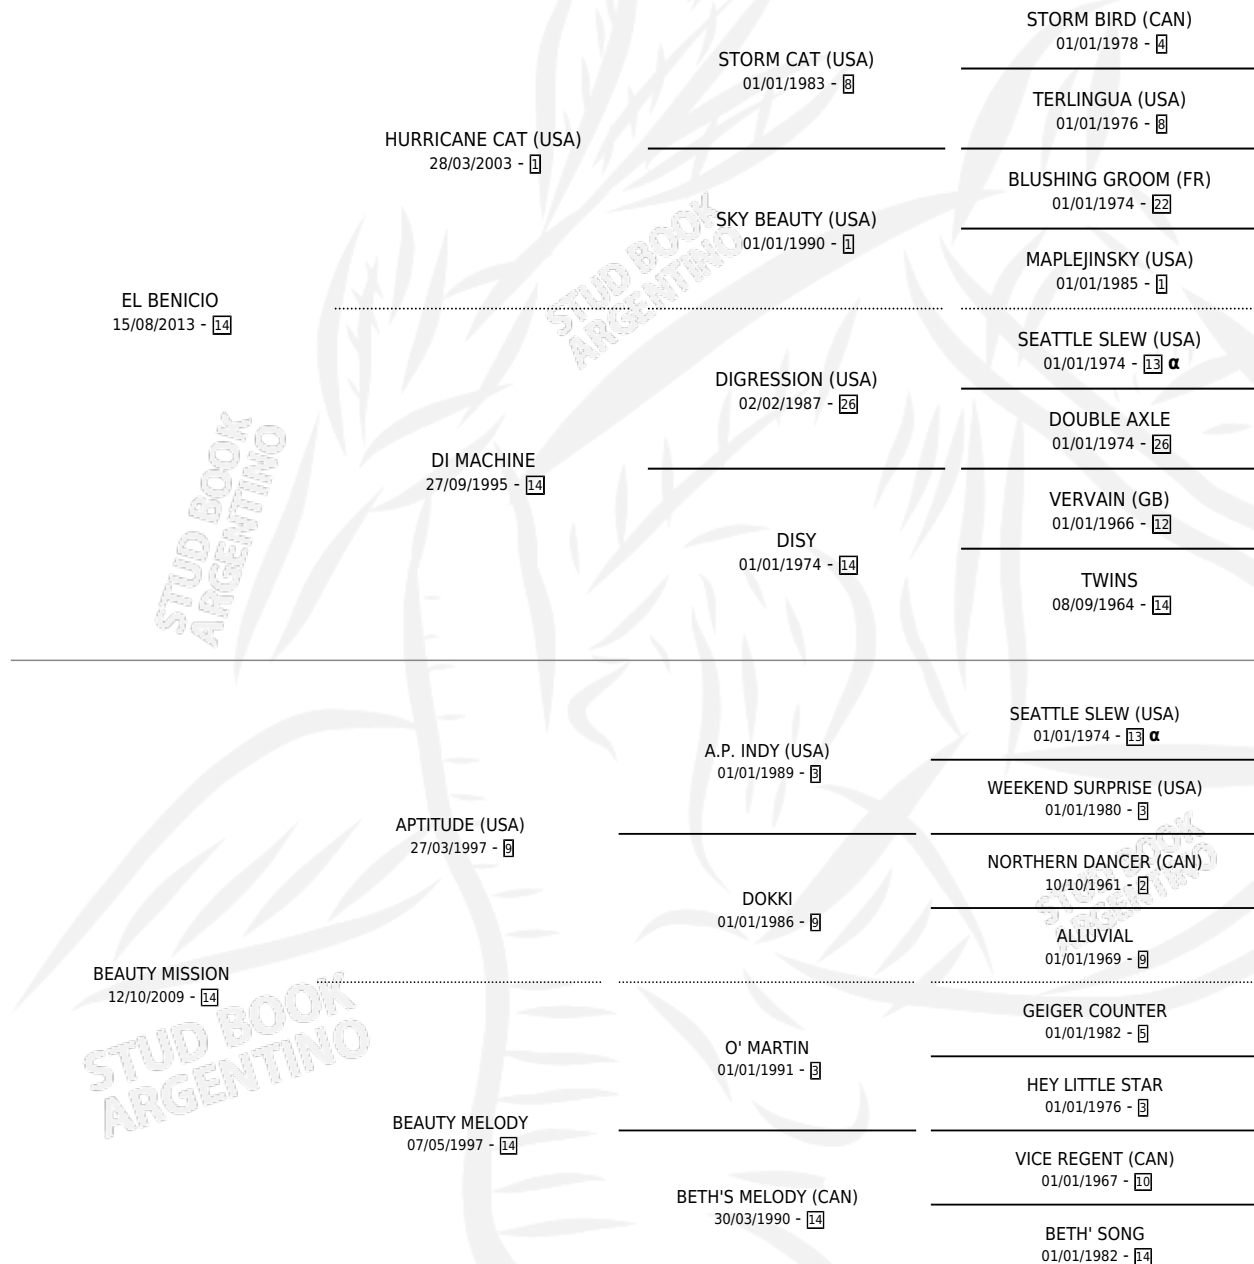 STORM BIRD (CAN)
01/01/1978 - 4
STORM CAT (USA)
01/01/1983 - 8
TERLINGUA (USA)
01/01/1976 - 8
HURRICANE CAT (USA)
28/03/2003 - 1
BLUSHING GROOM (FR)
01/01/1974 - 22
SKY BEAUTY (USA)
01/01/1990 - 1
MAPLEJINSKY (USA)
01/01/1985 - 1
STUD BOOK
ARGENTINO
EL BENICIO
15/08/2013 - 14
SEATTLE SLEW (USA)
01/01/1974 - 13 α
DIGRESSION (USA)
02/02/1987 - 26
DOUBLE AXLE
01/01/1974 - 26
DI MACHINE
27/09/1995 - 14
VERVAIN (GB)
01/01/1966 - 12
DISY
01/01/1974 - 14
TWINS
08/09/1964 - 14
STUD BOOK
ARGENTINO
SEATTLE SLEW (USA)
01/01/1974 - 13 α
A.P. INDY (USA)
01/01/1989 - 3
WEEKEND SURPRISE (USA)
01/01/1980 - 3
APTITUDE (USA)
27/03/1997 - 9
NORTHERN DANCER (CAN)
10/10/1961 - 2
STUD BOOK
ARGENTINO
DOKKI
01/01/1986 - 9
ALLUVIAL
01/01/1969 - 9
BEAUTY MISSION
12/10/2009 - 14
STUD BOOK
ARGENTINO
GEIGER COUNTER
01/01/1982 - 5
O' MARTIN
01/01/1991 - 3
HEY LITTLE STAR
01/01/1976 - 3
BEAUTY MELODY
07/05/1997 - 14
VICE REGENT (CAN)
01/01/1967 - 10
BETH'S MELODY (CAN)
30/03/1990 - 14
BETH' SONG
01/01/1982 - 14